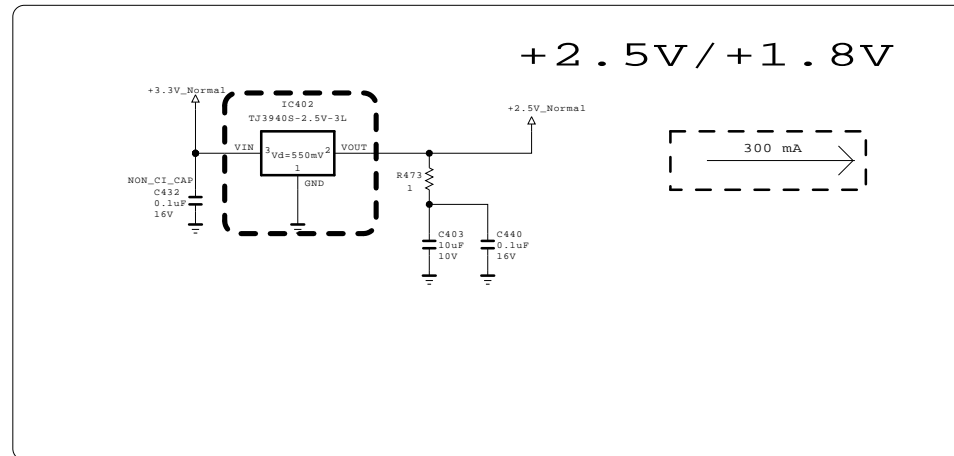 +2.5V/+1.8V
+3.3V_Normal
IC402
TJ3940S-2.5V-3L
+2.5V_Normal
VIN
3
Vd=550mV
2
VOUT
1
GND
300 mA
NON_CI_CAP
C432
0.1uF
16V
R473
1
C403
10uF
10V
C440
0.1uF
16V